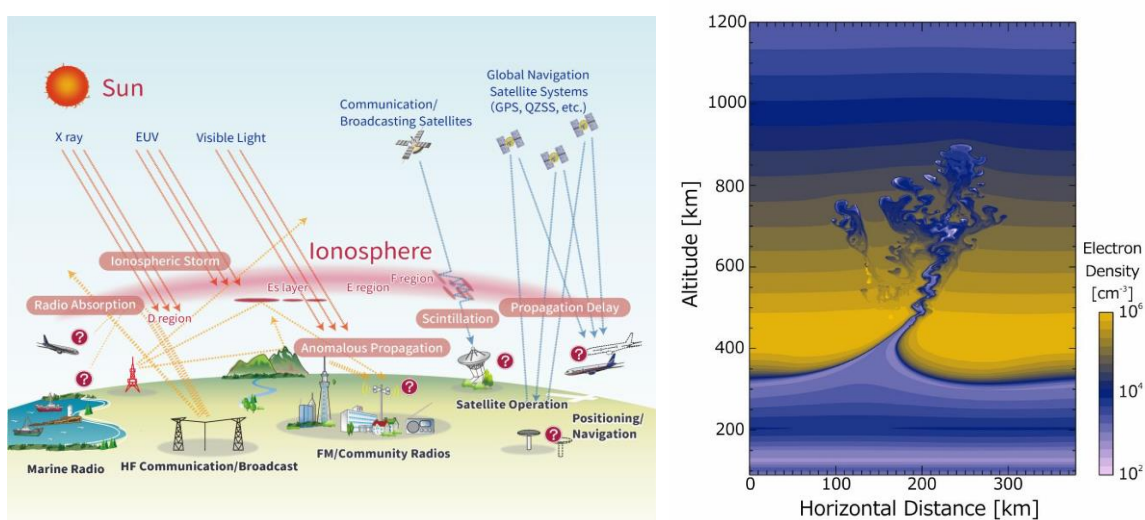 Sun
X ray
EUV
Visible Light
Communication/
Broadcasting Satellites
Global Navigation
Satellite Systems
(GPS, QZSS, etc.)
Ionosphere
Ionospheric Storm
F region
Es layer
E region
Radio Absorption
D region
Scintillation
Propagation Delay
Anomalous Propagation
?
?
?
?
?
?
Satellite Operation
Positioning/
Navigation
Marine Radio
HF Communication/Broadcast
FM/Community Radios
1200
1000
800
600
400
200
Altitude [km]
0
100
200
300
Horizontal Distance [km]
Electron
Density
[cm⁻³]
10⁶
10⁴
10²